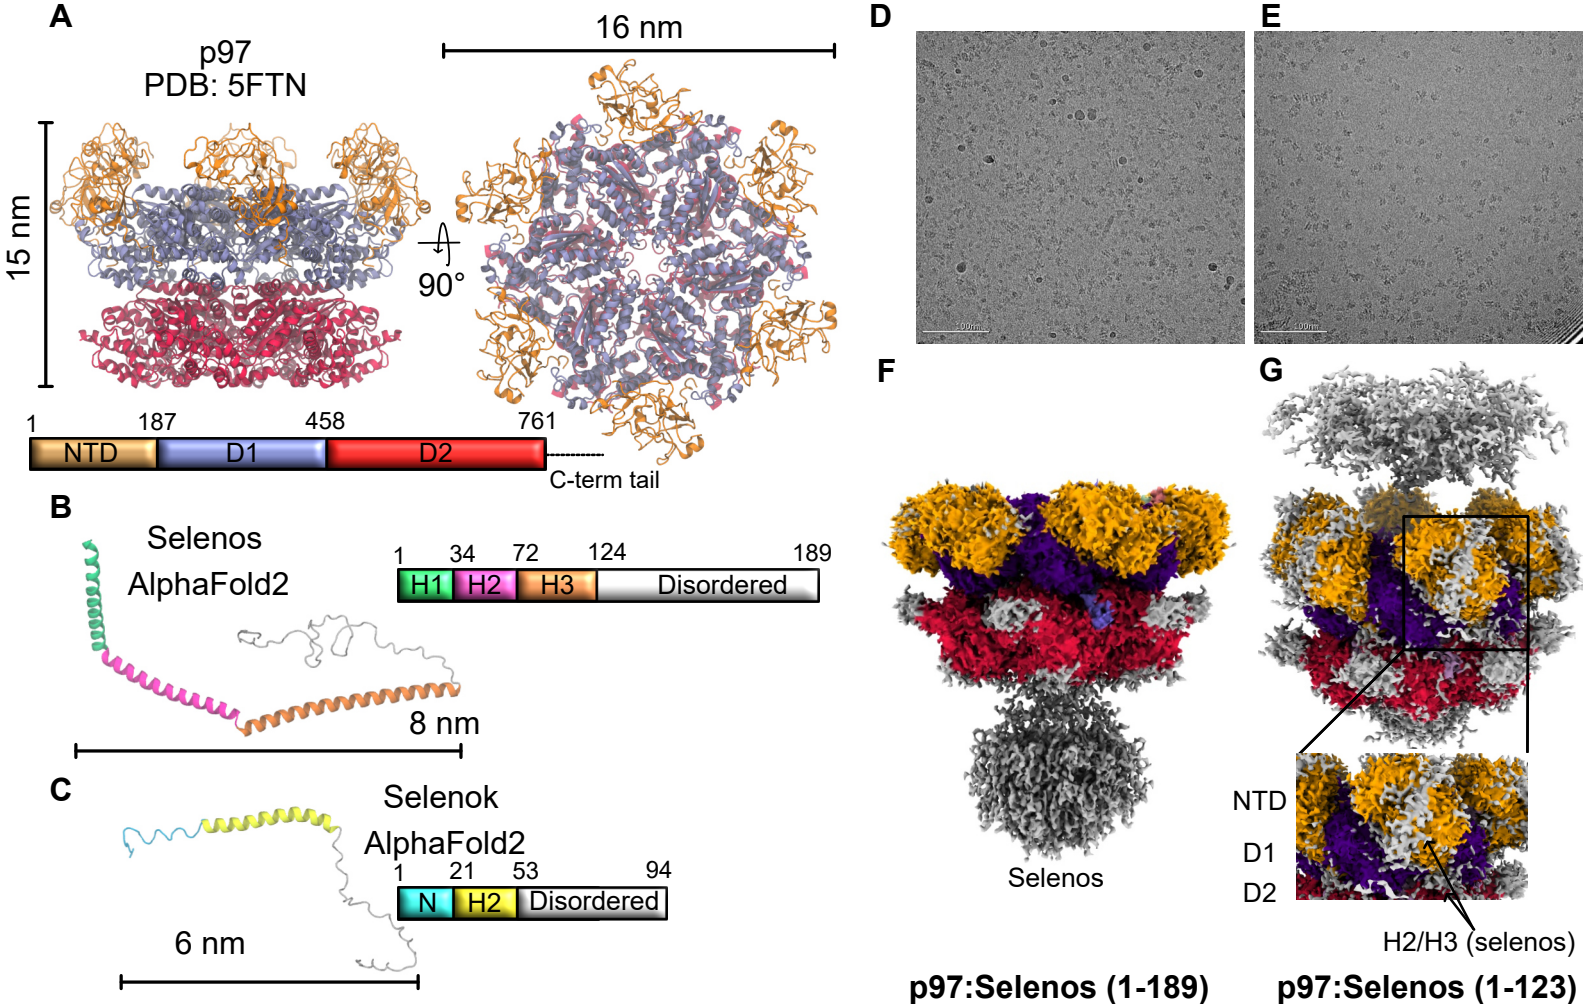 A
p97
PDB: 5FTN
16 nm
15 nm
90°
1 187 458 761
NTD D1 D2
C-term tail
B
Selenos
AlphaFold2
1 34 72 124 189
H1 H2 H3 Disordered
8 nm
C
Selenok
AlphaFold2
1 21 53 94
N H2 Disordered
6 nm
D
100nm
E
100nm
F
Selenos
p97:Selenos (1-189)
G
NTD
D1
D2
H2/H3 (selenos)
p97:Selenos (1-123)